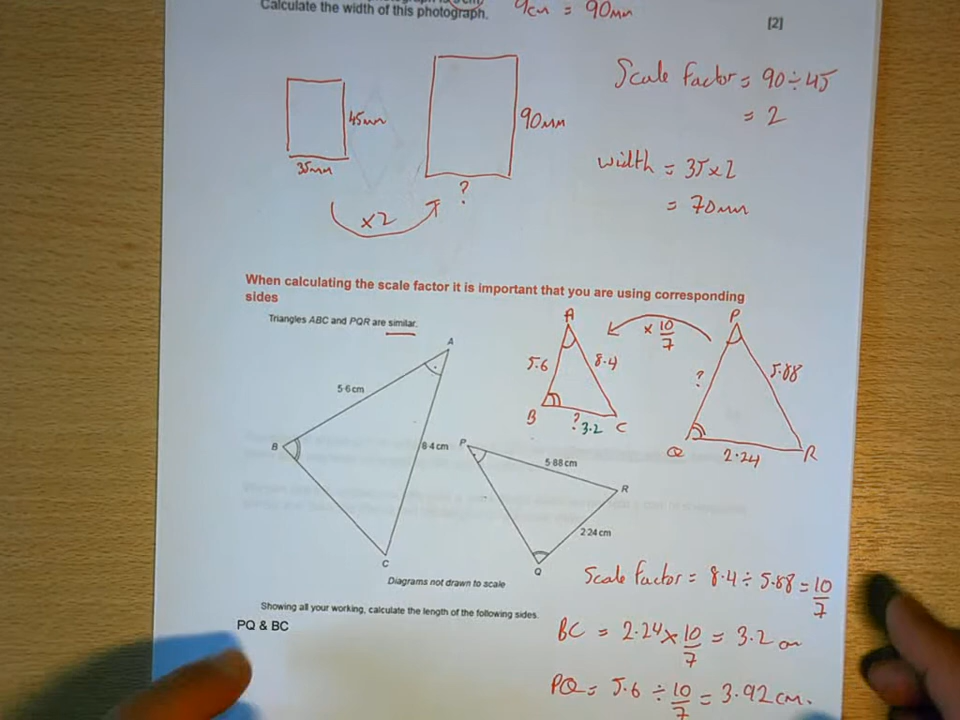 Calculate the width of this photograph.
9cm = 90mm
[2]
45mm
35mm
90mm
?
×2
Scale Factor = 90 ÷ 45
= 2
width = 35 × 2
= 70mm
When calculating the scale factor it is important that you are using corresponding
sides
Triangles ABC and PQR are similar.
A
5·6 cm
B
8·4 cm
C
P
5·88 cm
R
2·24 cm
Q
A
5.6
8.4
B
? 3.2
C
× 10/7
P
?
5.88
Q
2.24
R
Diagrams not drawn to scale
Showing all your working, calculate the length of the following sides.
PQ & BC
Scale Factor = 8.4 ÷ 5.88 = 10/7
BC = 2.24 × 10/7 = 3.2 cm
PQ = 5.6 ÷ 10/7 = 3.92 cm.